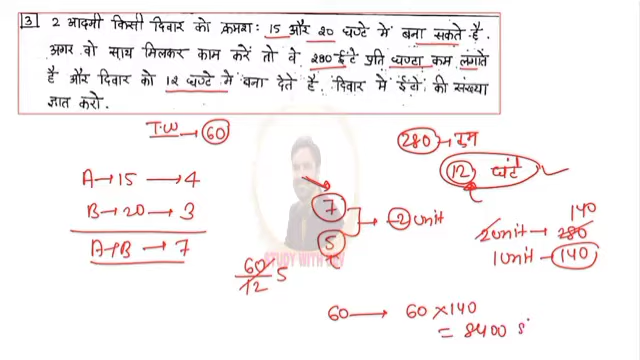 3 2 आदमी किसी दिवार को क्रमश: 15 और 20 घण्टे में बना सकते है.
अगर वो साथ मिलकर काम करें तो वे 280 ईंटे प्रति घण्टा कम लगाते
है और दिवार को 12 घण्टे में बना देते है. दिवार में ईंटो की संख्या
ज्ञात करो.
T.W → 60
280 → कम
12 घंटे
A → 15 → 4
B → 20 → 3
A+B → 7
7
5
→ 2 unit
140
2 unit → 280
1 unit → 140
60
12
5
STUDY WITH
60 → 60 × 140
= 8400